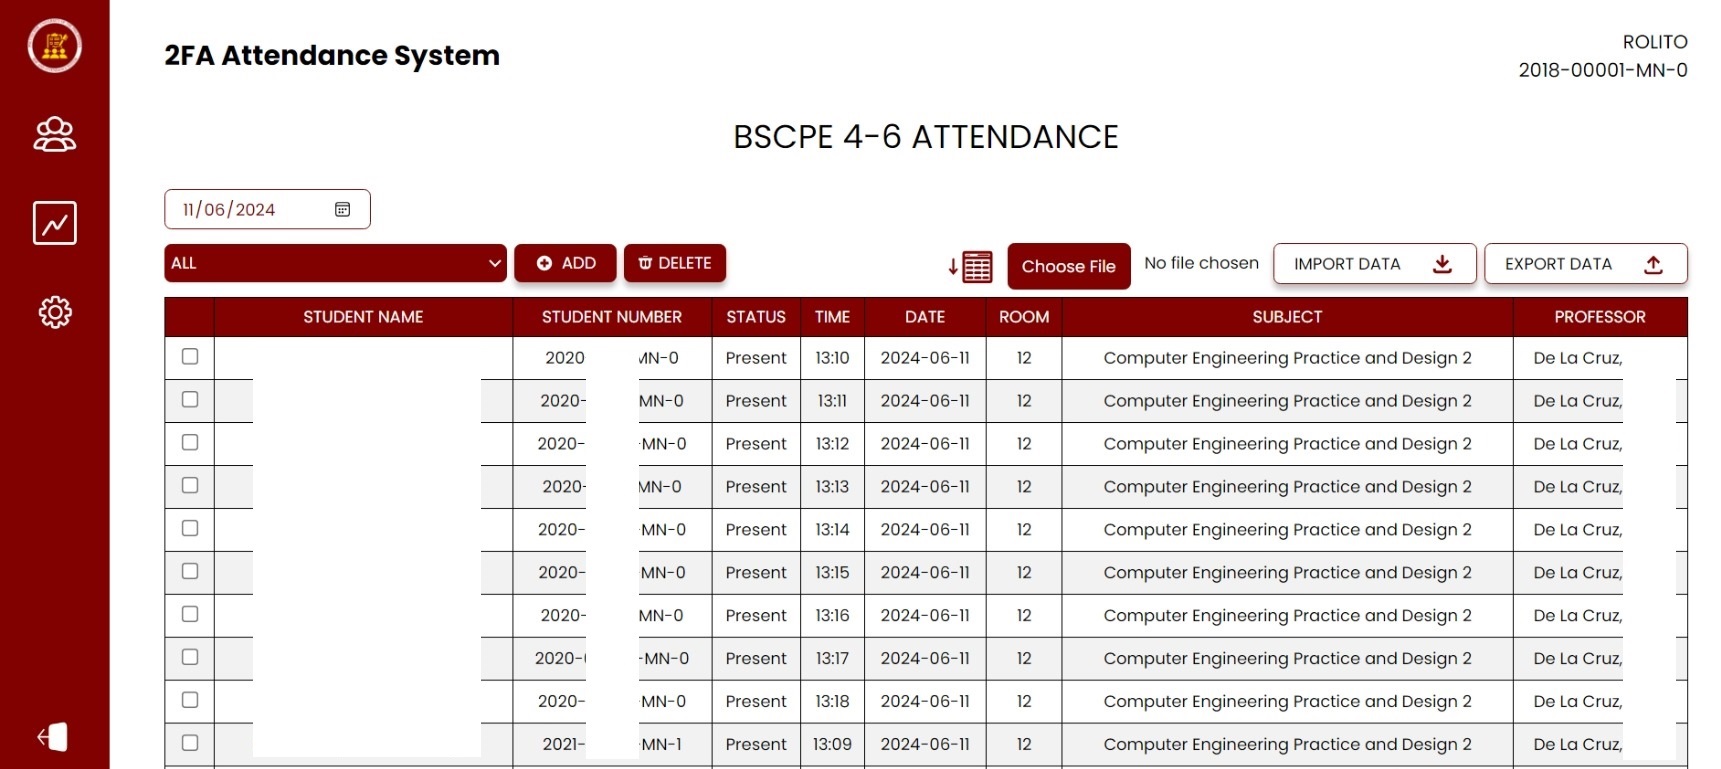 2FA Attendance System
ROLITO
2018-00001-MN-0
BSCPE 4-6 ATTENDANCE
11/06/2024
ALL ADD DELETE Choose File No file chosen IMPORT DATA EXPORT DATA
STUDENT NAME STUDENT NUMBER STATUS TIME DATE ROOM SUBJECT PROFESSOR
2020 MN-0 Present 13:10 2024-06-11 12 Computer Engineering Practice and Design 2 De La Cruz,
2020- MN-0 Present 13:11 2024-06-11 12 Computer Engineering Practice and Design 2 De La Cruz,
2020- -MN-0 Present 13:12 2024-06-11 12 Computer Engineering Practice and Design 2 De La Cruz,
2020- MN-0 Present 13:13 2024-06-11 12 Computer Engineering Practice and Design 2 De La Cruz,
2020- -MN-0 Present 13:14 2024-06-11 12 Computer Engineering Practice and Design 2 De La Cruz,
2020- MN-0 Present 13:15 2024-06-11 12 Computer Engineering Practice and Design 2 De La Cruz,
2020- MN-0 Present 13:16 2024-06-11 12 Computer Engineering Practice and Design 2 De La Cruz,
2020- -MN-0 Present 13:17 2024-06-11 12 Computer Engineering Practice and Design 2 De La Cruz,
2020- -MN-0 Present 13:18 2024-06-11 12 Computer Engineering Practice and Design 2 De La Cruz,
2021- -MN-1 Present 13:09 2024-06-11 12 Computer Engineering Practice and Design 2 De La Cruz,